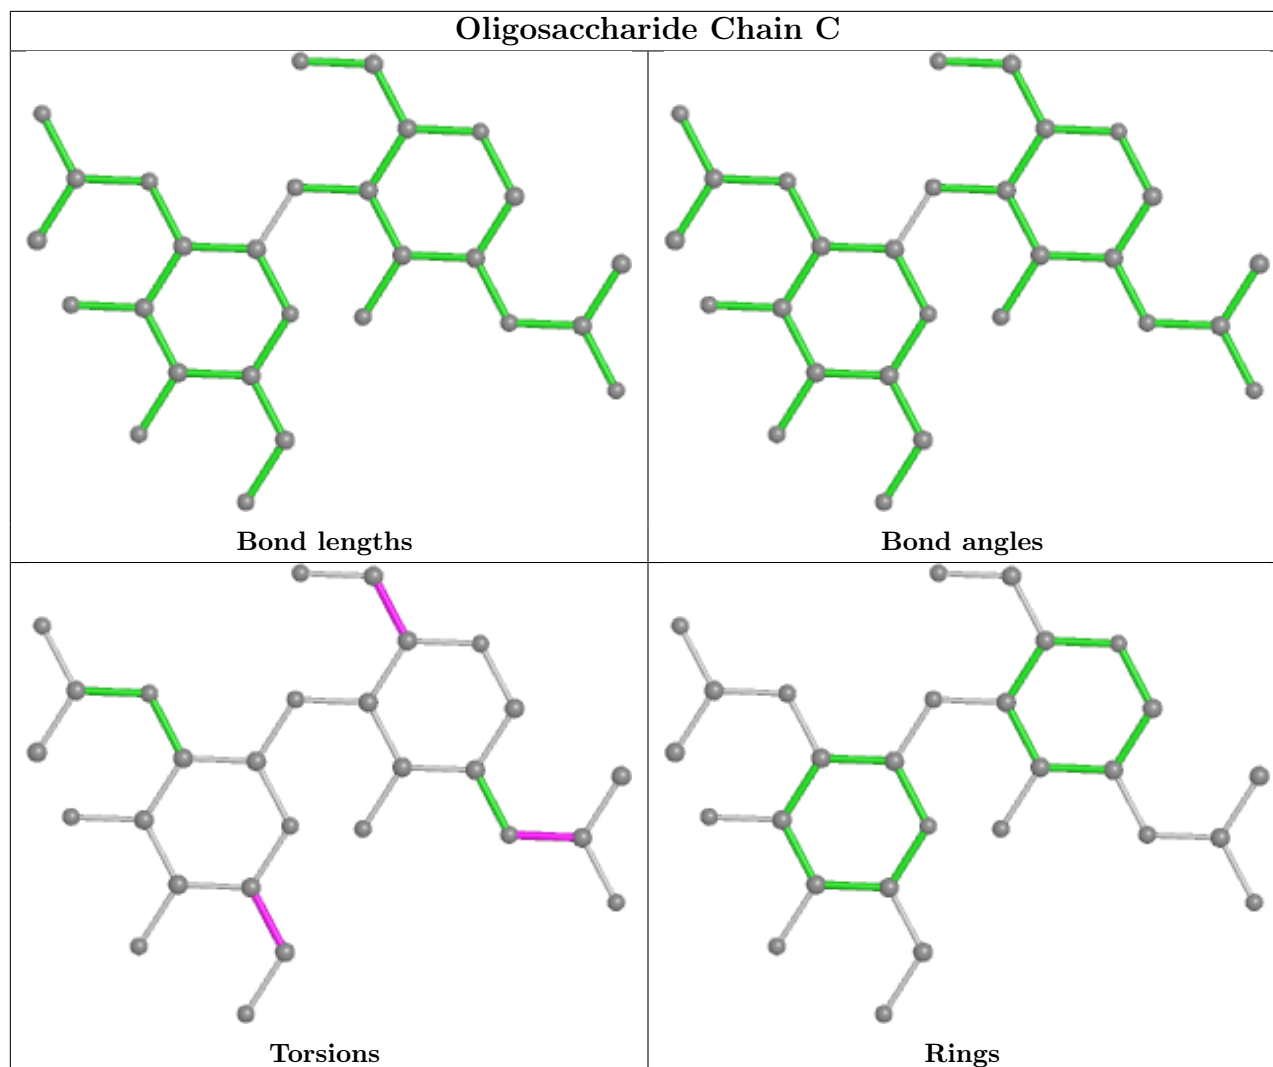 Oligosaccharide Chain C
Bond lengths
Bond angles
Torsions
Rings